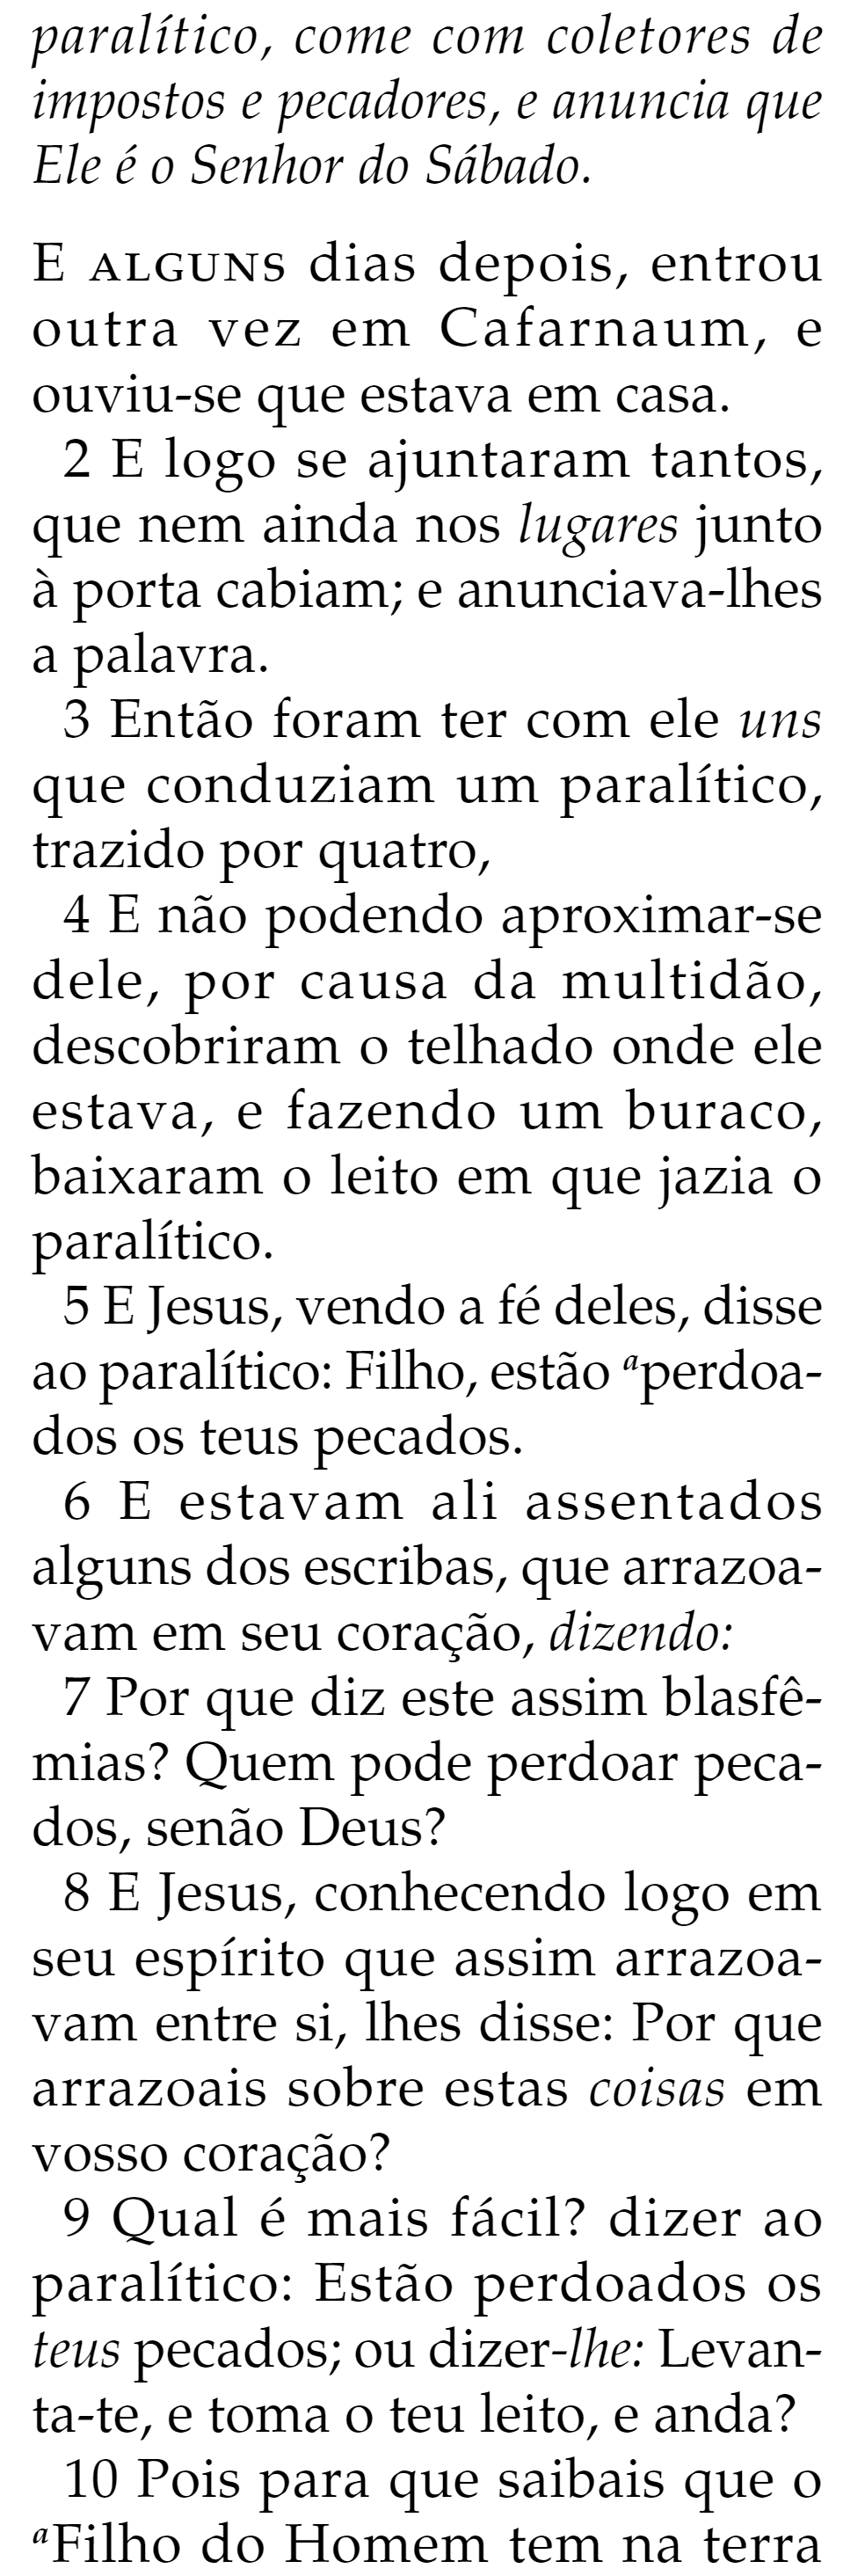 paralítico, come com coletores de
impostos e pecadores, e anuncia que
Ele é o Senhor do Sábado.
E ALGUNS dias depois, entrou
outra vez em Cafarnaum, e
ouviu-se que estava em casa.
2 E logo se ajuntaram tantos,
que nem ainda nos lugares junto
à porta cabiam; e anunciava-lhes
a palavra.
3 Então foram ter com ele uns
que conduziam um paralítico,
trazido por quatro,
4 E não podendo aproximar-se
dele, por causa da multidão,
descobriram o telhado onde ele
estava, e fazendo um buraco,
baixaram o leito em que jazia o
paralítico.
5 E Jesus, vendo a fé deles, disse
ao paralítico: Filho, estão ᵃperdoa-
dos os teus pecados.
6 E estavam ali assentados
alguns dos escribas, que arrazoa-
vam em seu coração, dizendo:
7 Por que diz este assim blasfê-
mias? Quem pode perdoar peca-
dos, senão Deus?
8 E Jesus, conhecendo logo em
seu espírito que assim arrazoa-
vam entre si, lhes disse: Por que
arrazoais sobre estas coisas em
vosso coração?
9 Qual é mais fácil? dizer ao
paralítico: Estão perdoados os
teus pecados; ou dizer-lhe: Levan-
ta-te, e toma o teu leito, e anda?
10 Pois para que saibais que o
ᵃFilho do Homem tem na terra